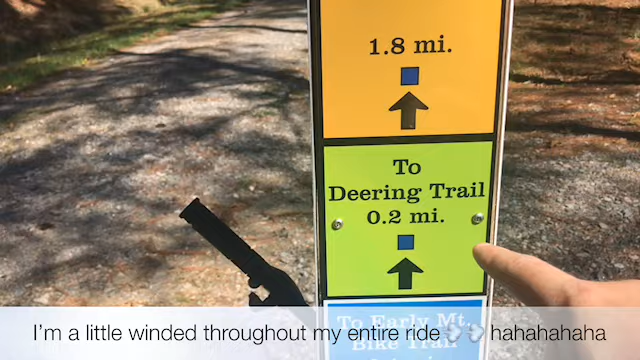 1.8 mi.
To
Deering Trail
0.2 mi.
To Early Mt.
Bike Trail
I'm a little winded throughout my entire ride💨💨 hahahahaha